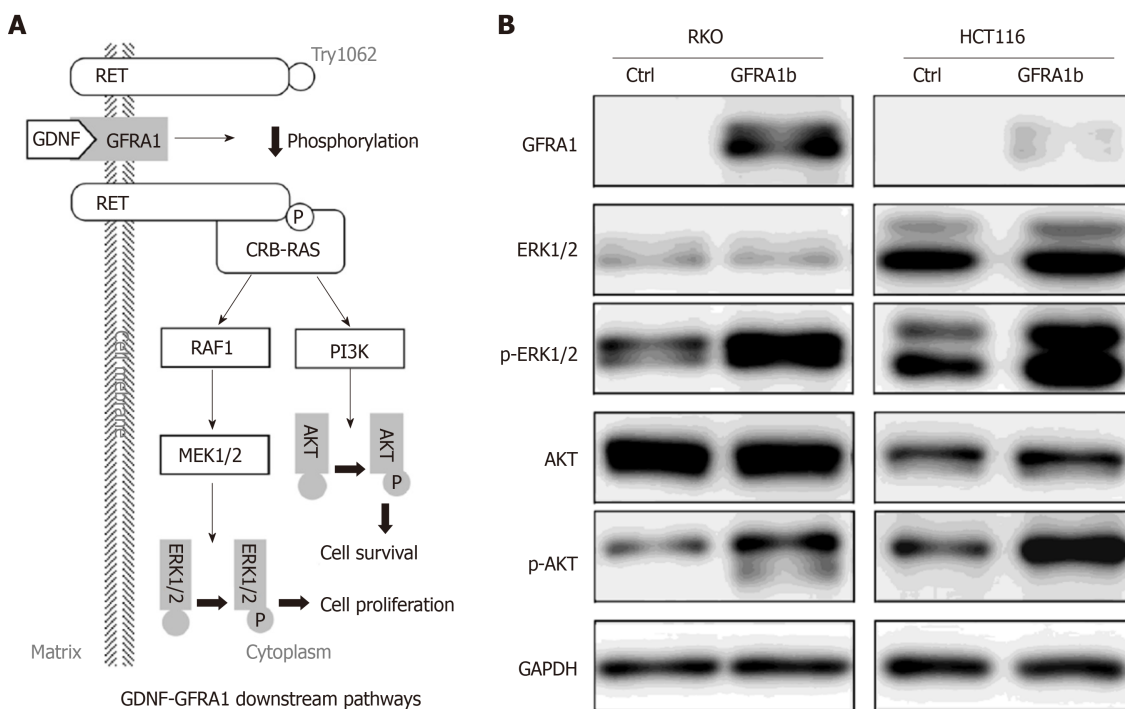 A
Try1062
RET
GDNF
GFRA1
Phosphorylation
RET
P
CRB-RAS
RAF1
PI3K
Cell mebrane
AKT
AKT
P
MEK1/2
Cell survival
ERK1/2
ERK1/2
P
Cell proliferation
Matrix
Cytoplasm
GDNF-GFRA1 downstream pathways
B
RKO
HCT116
Ctrl
GFRA1b
Ctrl
GFRA1b
GFRA1
ERK1/2
p-ERK1/2
AKT
p-AKT
GAPDH